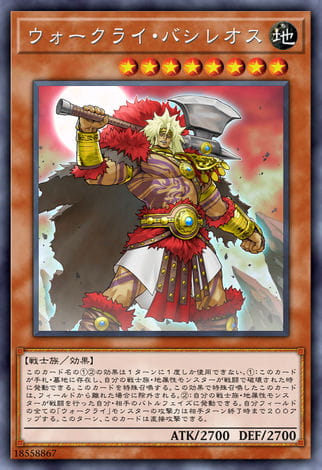 ウォークライ・バシレオス
地
【戦士族／効果】
このカード名の①②の効果は１ターンに１度しか使用できない。①：このカード
が手札・墓地に存在し、自分の戦士族・地属性モンスターが戦闘で破壊された時
に発動できる。このカードを特殊召喚する。この効果で特殊召喚したこのカード
は、フィールドから離れた場合に除外される。②：自分の戦士族・地属性モンス
ターが戦闘を行った自分・相手のバトルフェイズに発動できる。自分フィールド
の全ての「ウォークライ」モンスターの攻撃力は相手ターン終了時まで２００アッ
プする。このターン、このカードは直接攻撃できる。
ATK/2700 DEF/2700
18558867